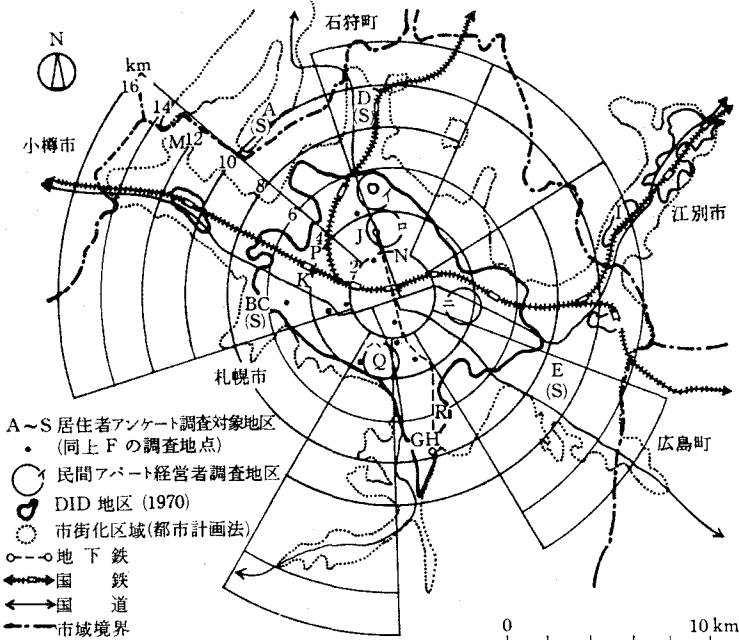 石狩町
N
km
16
14
M12
10
8
6
4
2
A
(S)
D
(S)
小樽市
イ
J
ロ
P
N
K
I
江別市
BC
(S)
ニ
札幌市
Q
E
(S)
R
GH
広島町
A~S 居住者アンケート調査対象地区
(同上 F の調査地点)
民間アパート経営者調査地区
DID 地区 (1970)
市街化区域(都市計画法)
地下鉄
国鉄
国道
市域境界
0 10 km